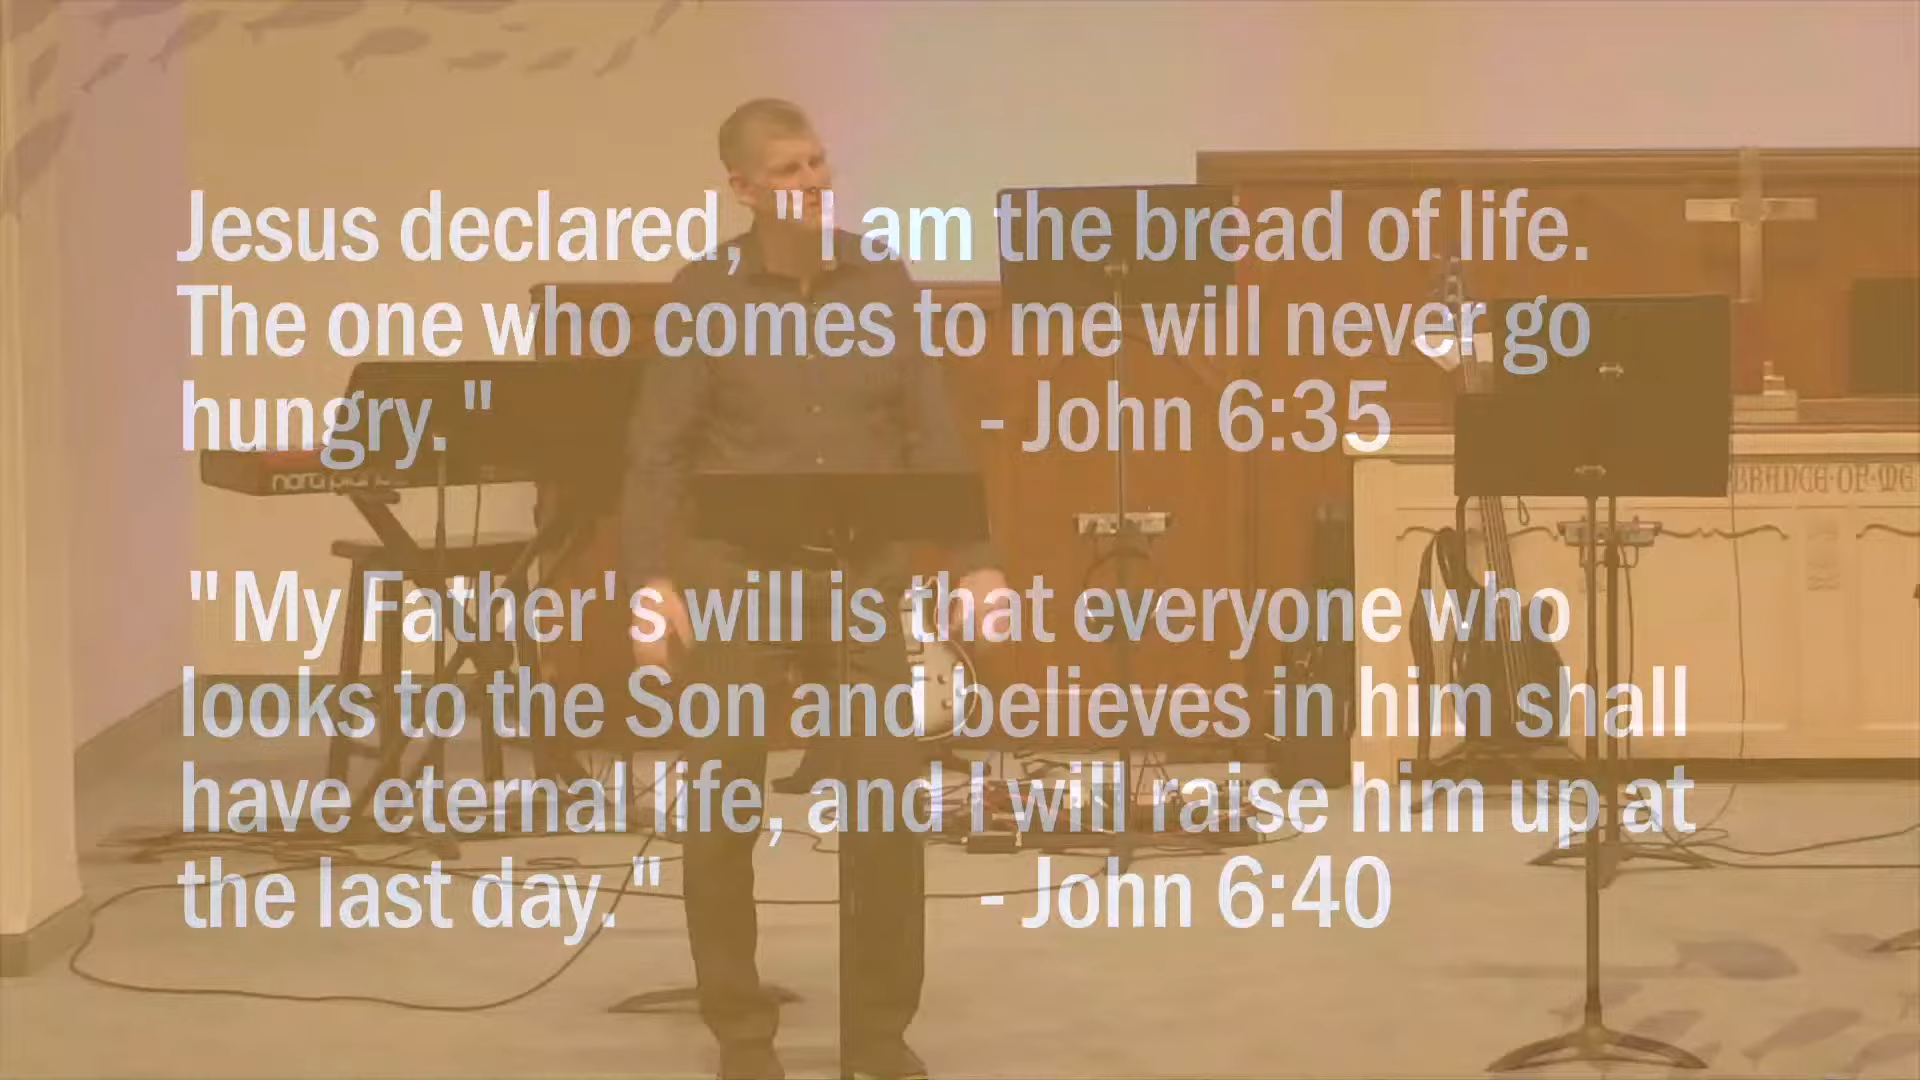 Jesus declared, "I am the bread of life.
The one who comes to me will never go
hungry."    - John 6:35
"My Father's will is that everyone who
looks to the Son and believes in him shall
have eternal life, and I will raise him up at
the last day."    - John 6:40
nord piano